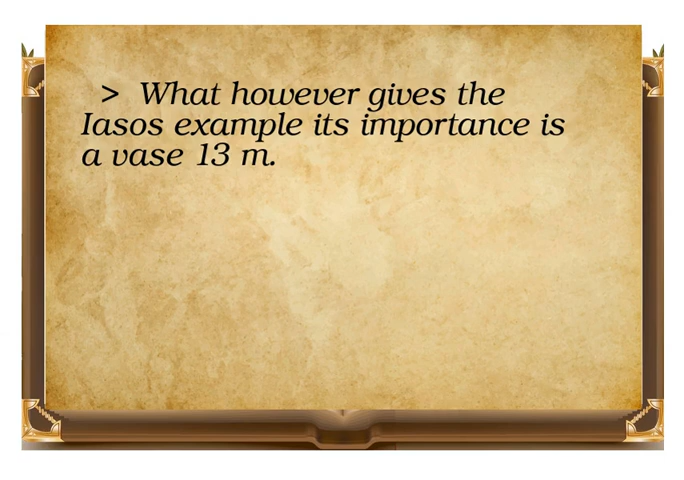 > What however gives the
Iasos example its importance is
a vase 13 m.